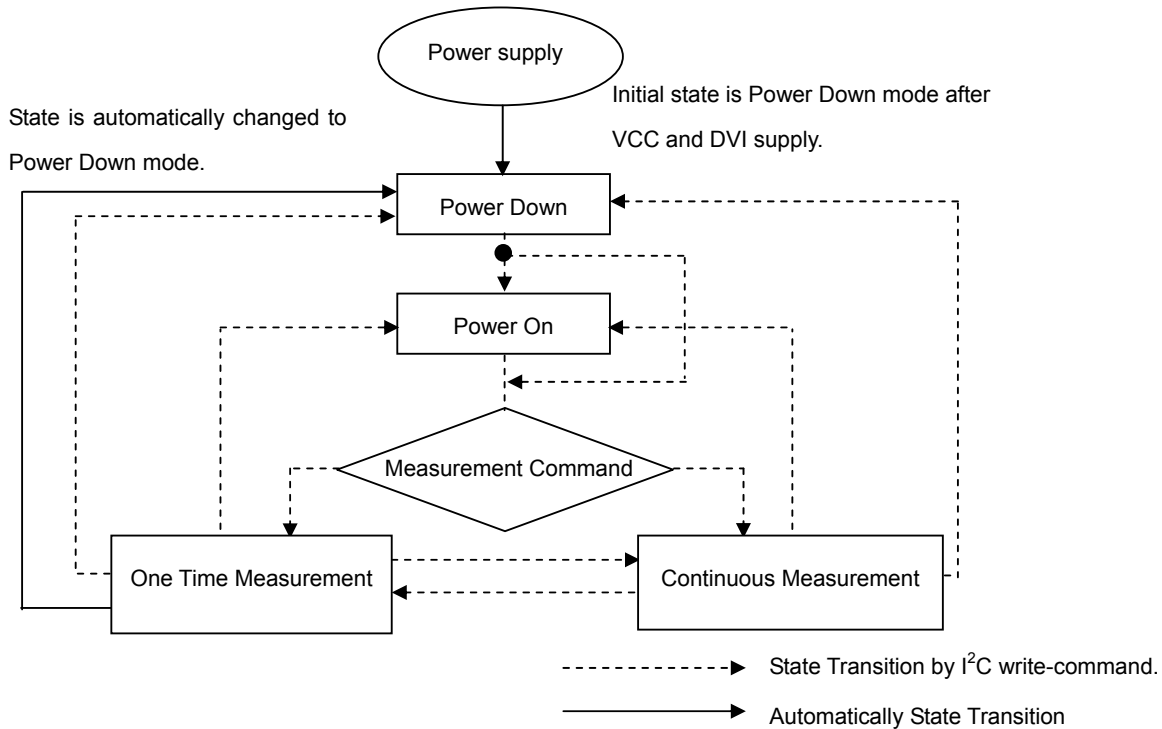 Power supply
Initial state is Power Down mode after
VCC and DVI supply.
State is automatically changed to
Power Down mode.
Power Down
Power On
Measurement Command
One Time Measurement
Continuous Measurement
State Transition by I²C write-command.
Automatically State Transition